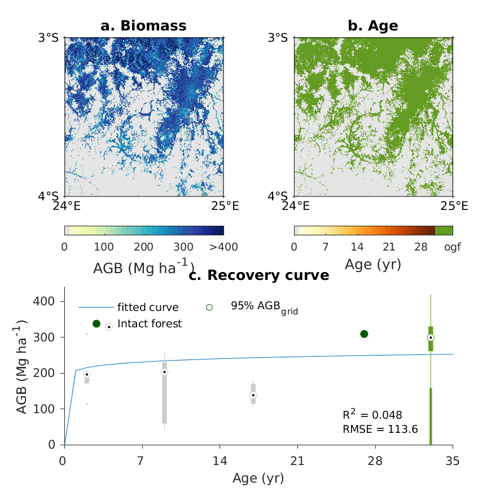 a. Biomass
b. Age
3°S
3°S
4°S
4°S
24°E
25°E
24°E
25°E
0 100 200 300 >400
0 7 14 21 28 ogf
AGB (Mg ha⁻¹)
Age (yr)
c. Recovery curve
fitted curve
95% AGB_grid
Intact forest
AGB (Mg ha⁻¹)
400
300
200
100
0
R² = 0.048
RMSE = 113.6
0 7 14 21 28 35
Age (yr)